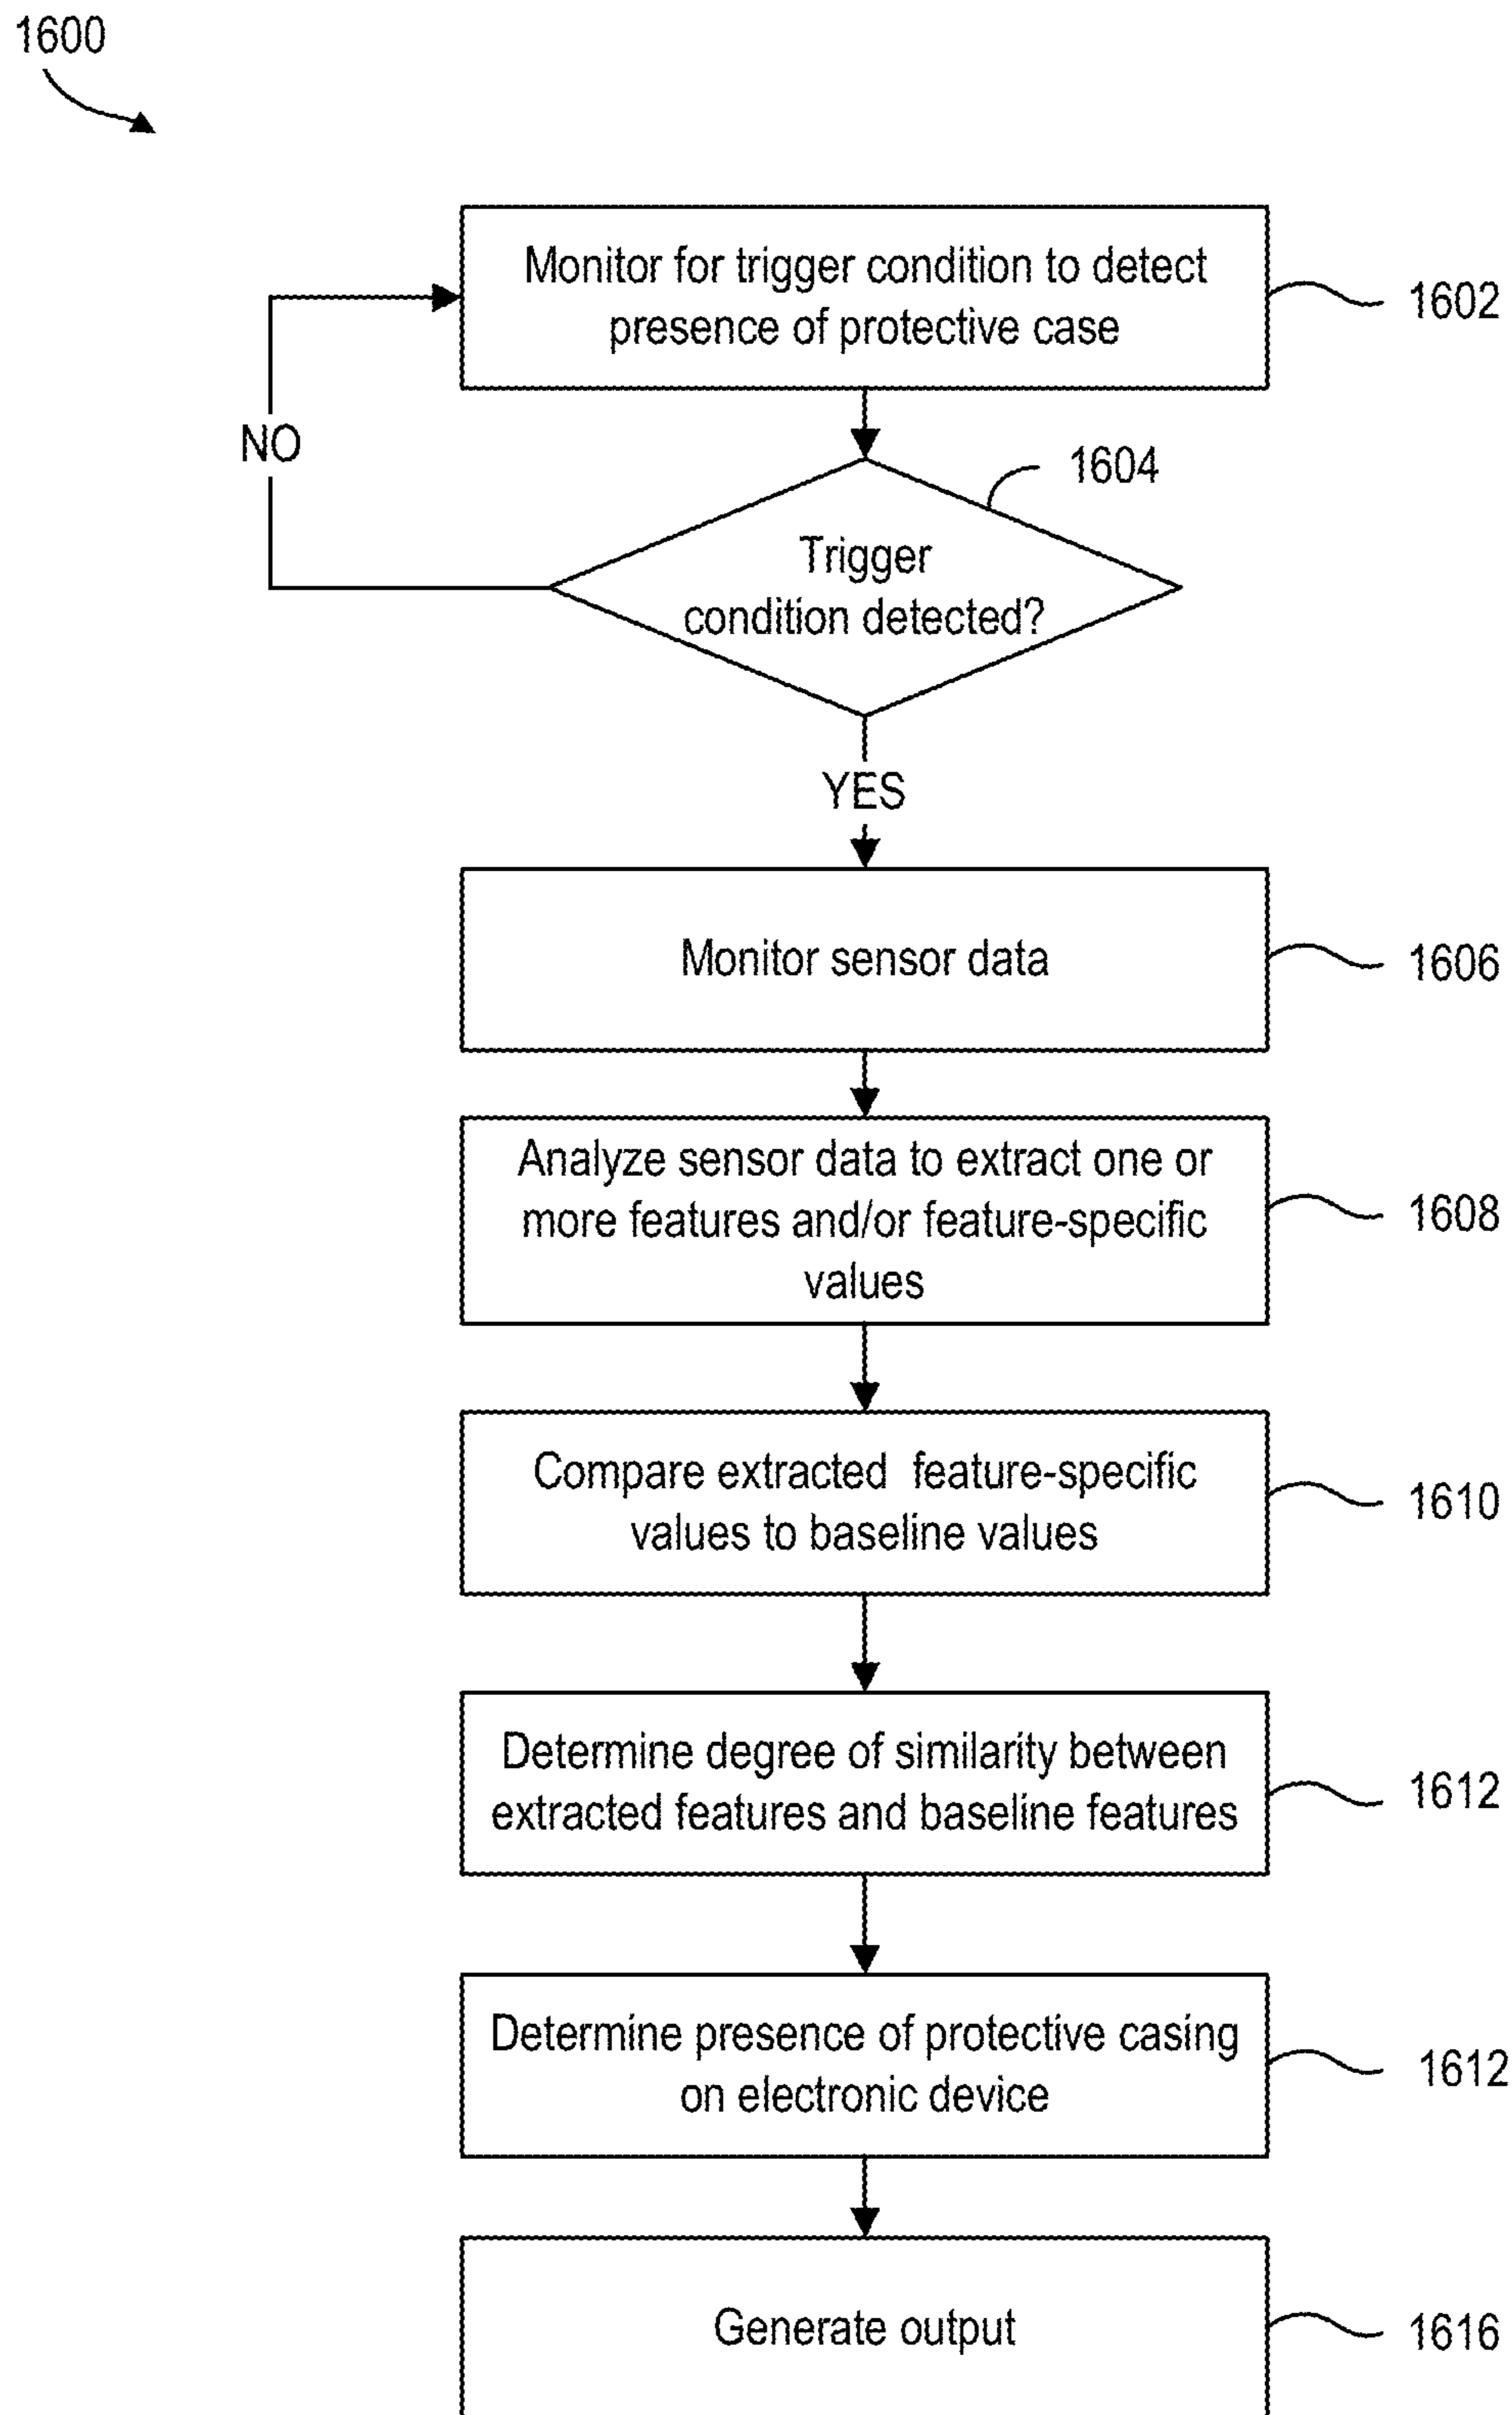 1600
Monitor for trigger condition to detect
presence of protective case
1602
NO
1604
Trigger
condition detected?
YES
Monitor sensor data
1606
Analyze sensor data to extract one or
more features and/or feature-specific
values
1608
Compare extracted feature-specific
values to baseline values
1610
Determine degree of similarity between
extracted features and baseline features
1612
Determine presence of protective casing
on electronic device
1612
Generate output
1616